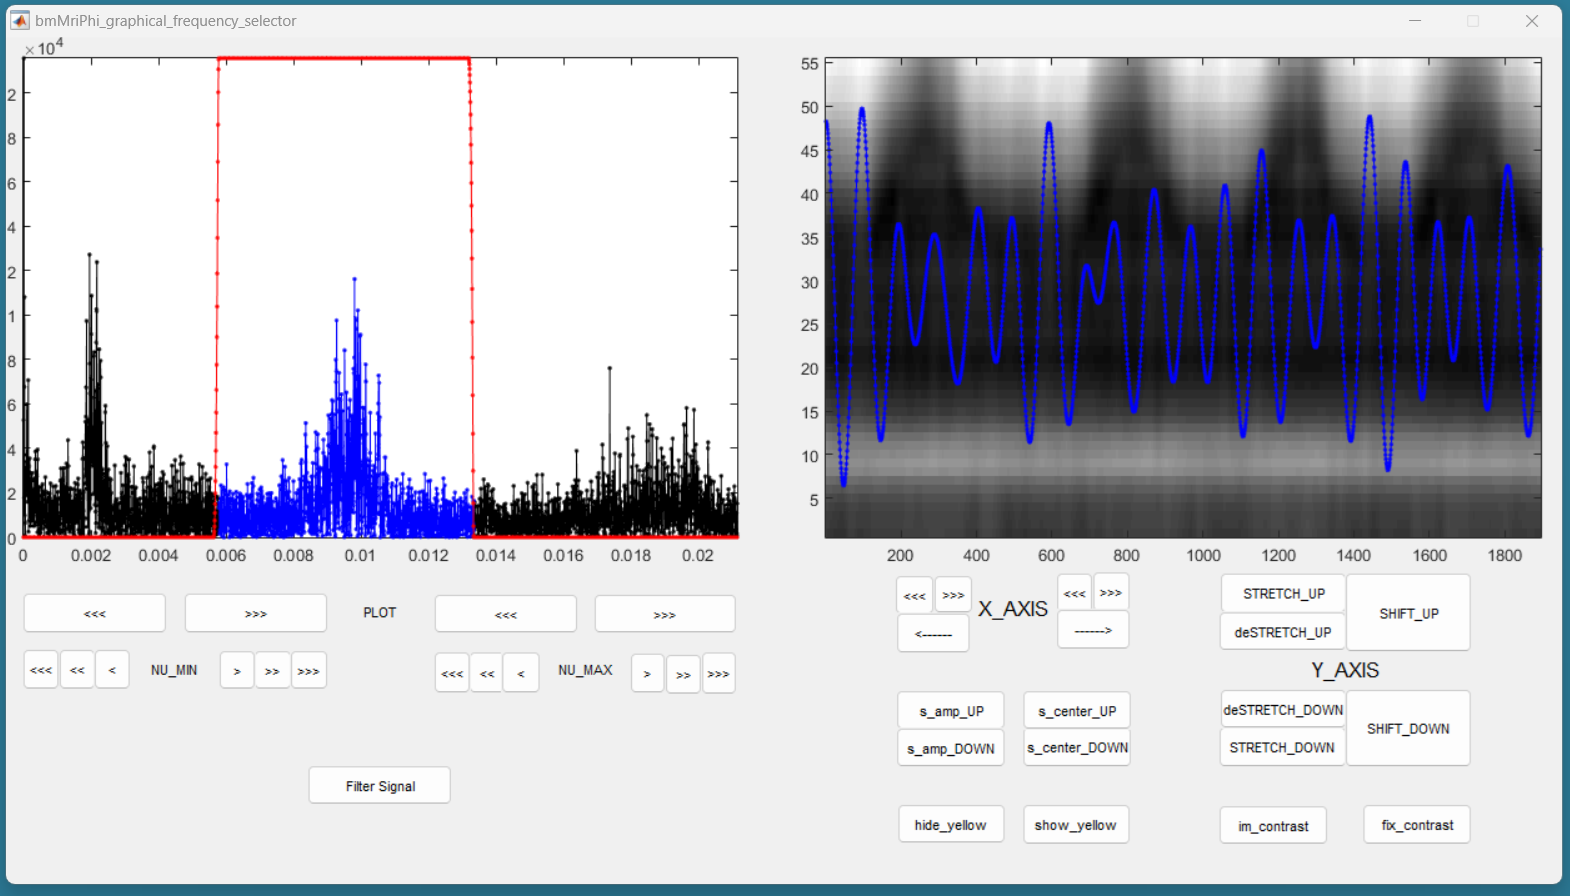 bmMriPhi_graphical_frequency_selector
×10⁴
2
8
6
4
2
1
8
6
4
2
0
0 0.002 0.004 0.006 0.008 0.01 0.012 0.014 0.016 0.018 0.02
55
50
45
40
35
30
25
20
15
10
5
200 400 600 800 1000 1200 1400 1600 1800
<<< >>> PLOT <<< >>>
<<< << < NU_MIN > >> >>> <<< << < NU_MAX > >> >>>
Filter Signal
<<< >>> X_AXIS <<< >>>
<------ ------>
STRETCH_UP
deSTRETCH_UP
SHIFT_UP
Y_AXIS
s_amp_UP s_center_UP
s_amp_DOWN s_center_DOWN
deSTRETCH_DOWN
STRETCH_DOWN
SHIFT_DOWN
hide_yellow show_yellow im_contrast fix_contrast